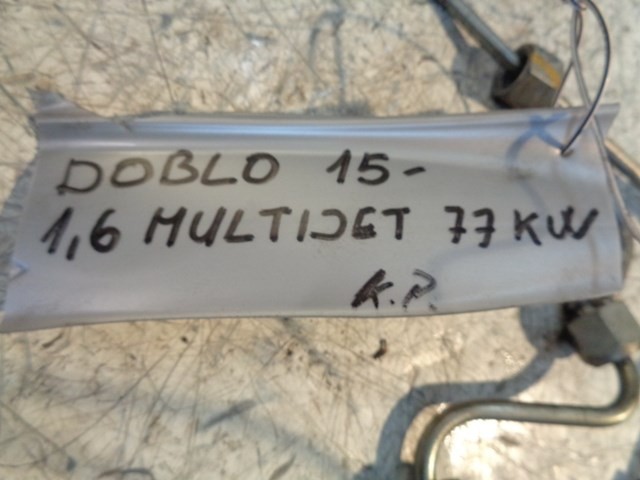 DOBLO 15-
1,6 MULTIJET 77 KW
K.P.